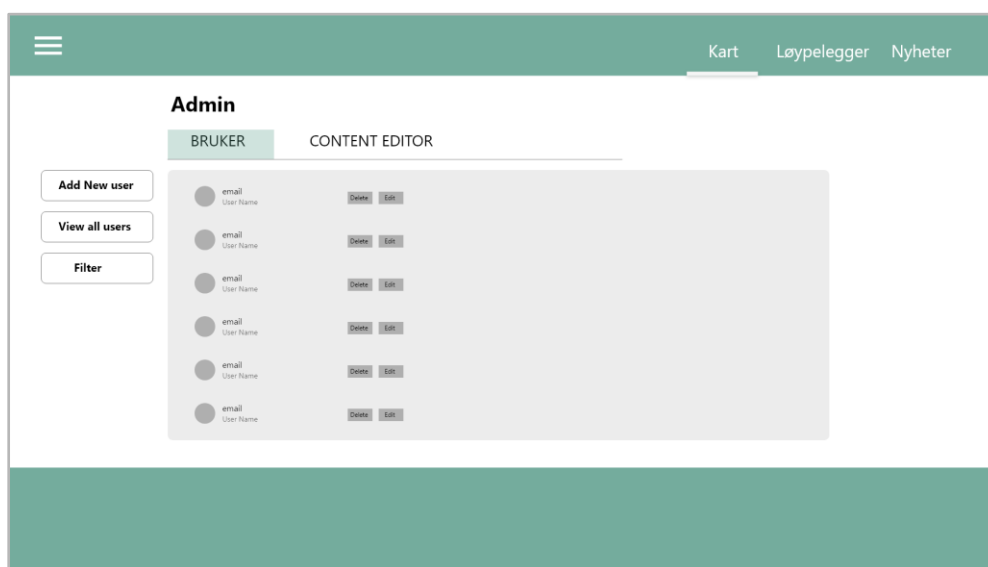 Kart Løypelegger Nyheter
Admin
BRUKER CONTENT EDITOR
Add New user
View all users
Filter
email
User Name
Delete Edit
email
User Name
Delete Edit
email
User Name
Delete Edit
email
User Name
Delete Edit
email
User Name
Delete Edit
email
User Name
Delete Edit